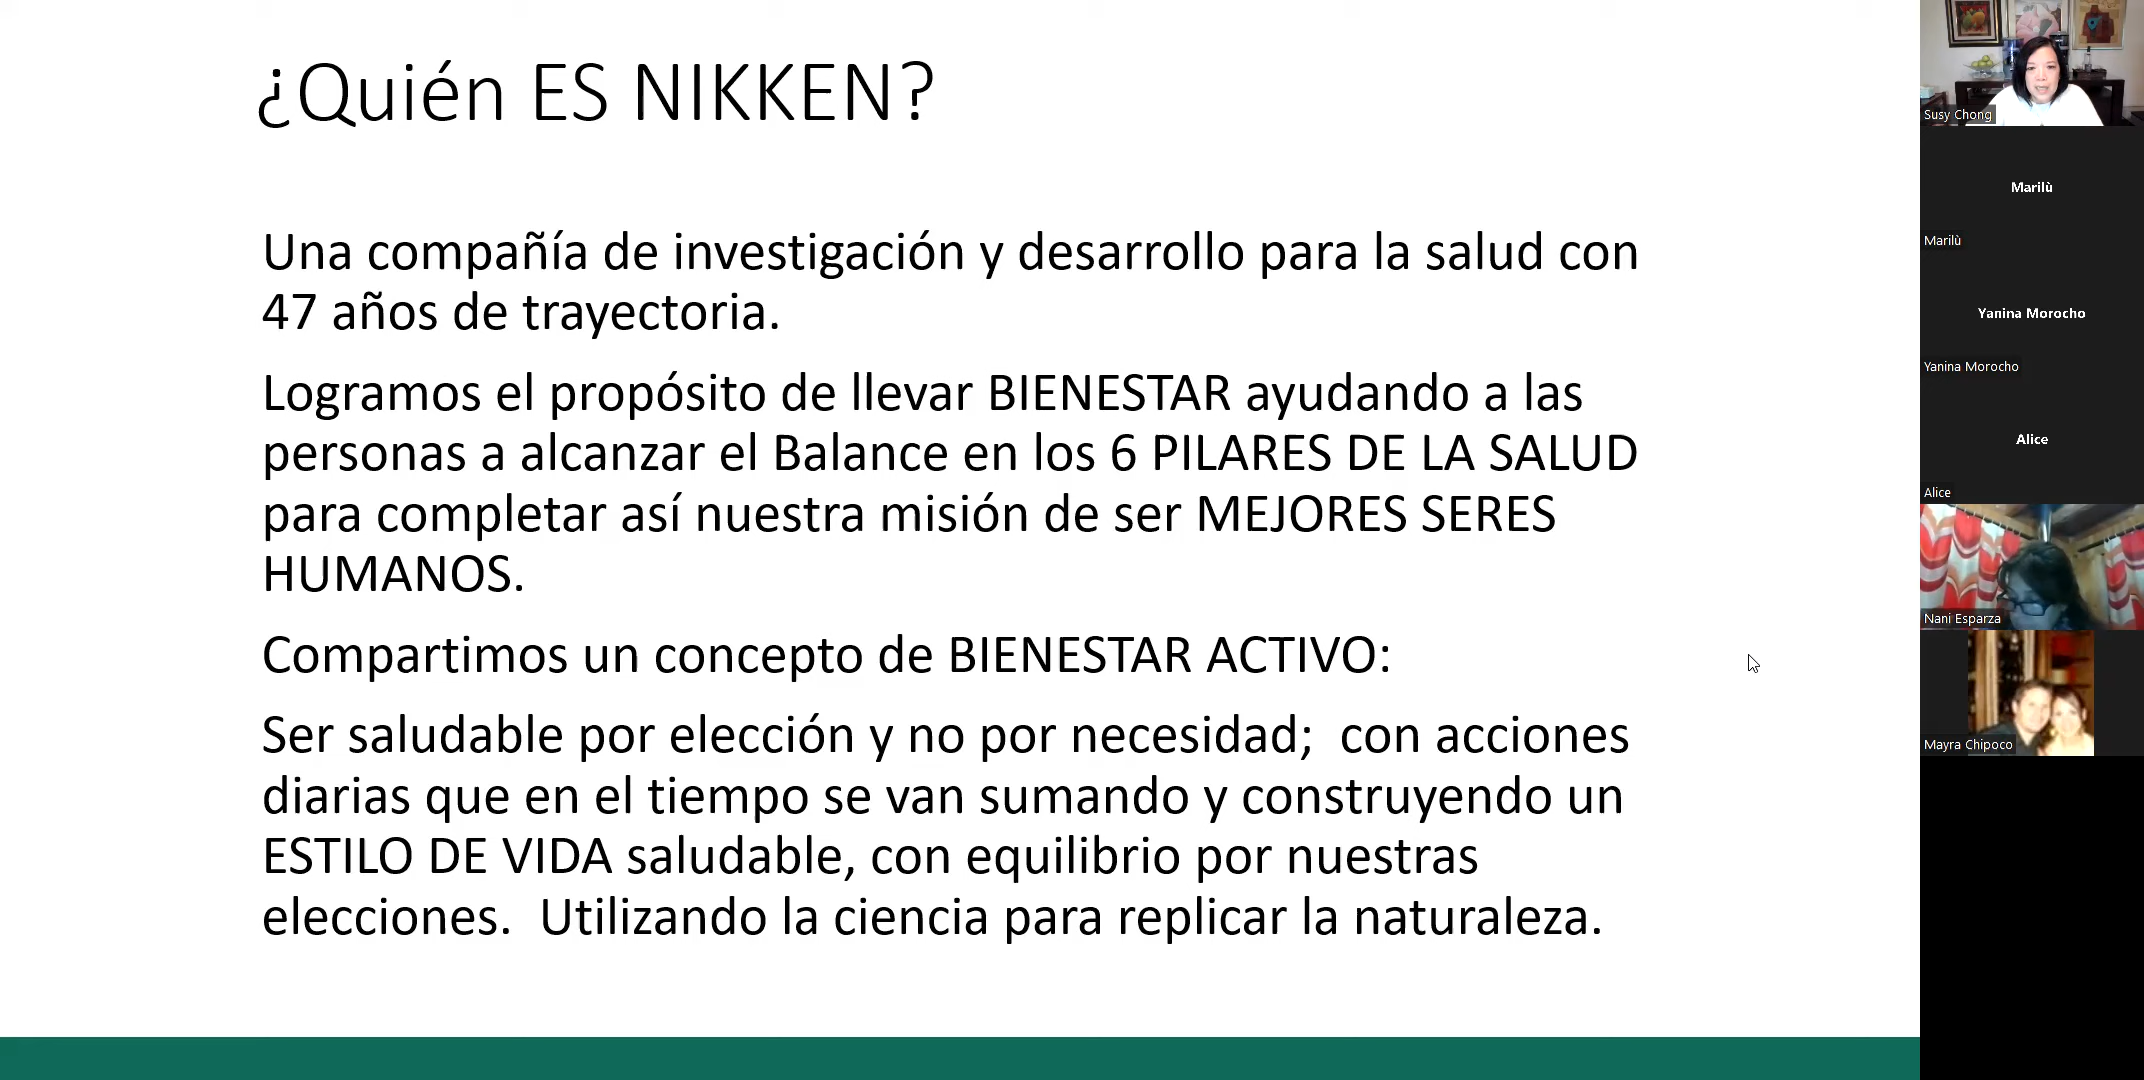 ¿Quién ES NIKKEN?
Una compañía de investigación y desarrollo para la salud con
47 años de trayectoria.
Logramos el propósito de llevar BIENESTAR ayudando a las
personas a alcanzar el Balance en los 6 PILARES DE LA SALUD
para completar así nuestra misión de ser MEJORES SERES
HUMANOS.
Compartimos un concepto de BIENESTAR ACTIVO:
Ser saludable por elección y no por necesidad;  con acciones
diarias que en el tiempo se van sumando y construyendo un
ESTILO DE VIDA saludable, con equilibrio por nuestras
elecciones.  Utilizando la ciencia para replicar la naturaleza.
Susy Chong
Marilù
Marilù
Yanina Morocho
Yanina Morocho
Alice
Alice
Nani Esparza
Mayra Chipoco